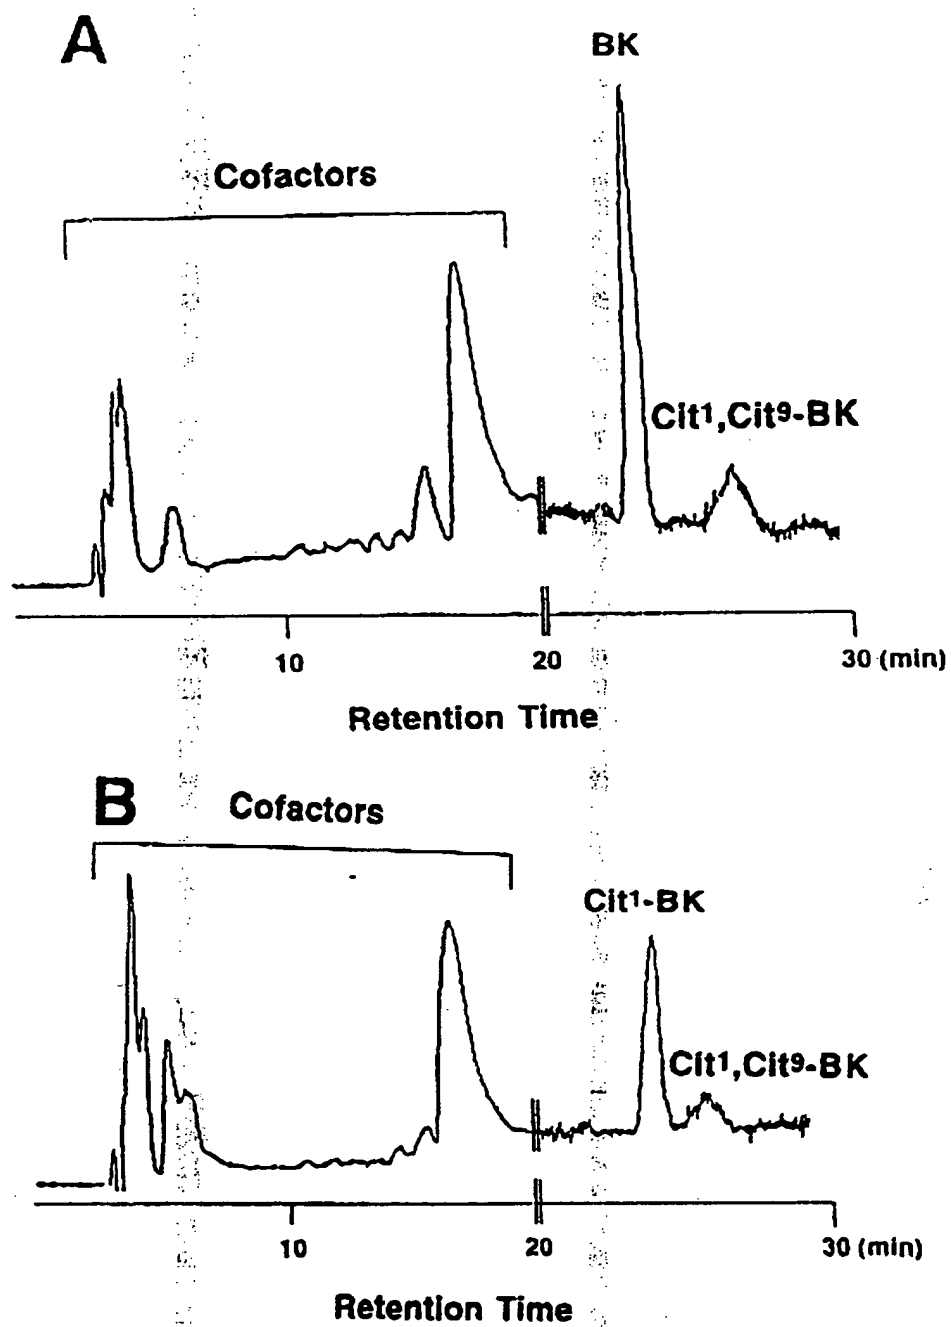 A
BK
Cofactors
Cit¹,Cit⁹-BK
10
20
30 (min)
Retention Time
B
Cofactors
Cit¹-BK
Cit¹,Cit⁹-BK
10
20
30 (min)
Retention Time